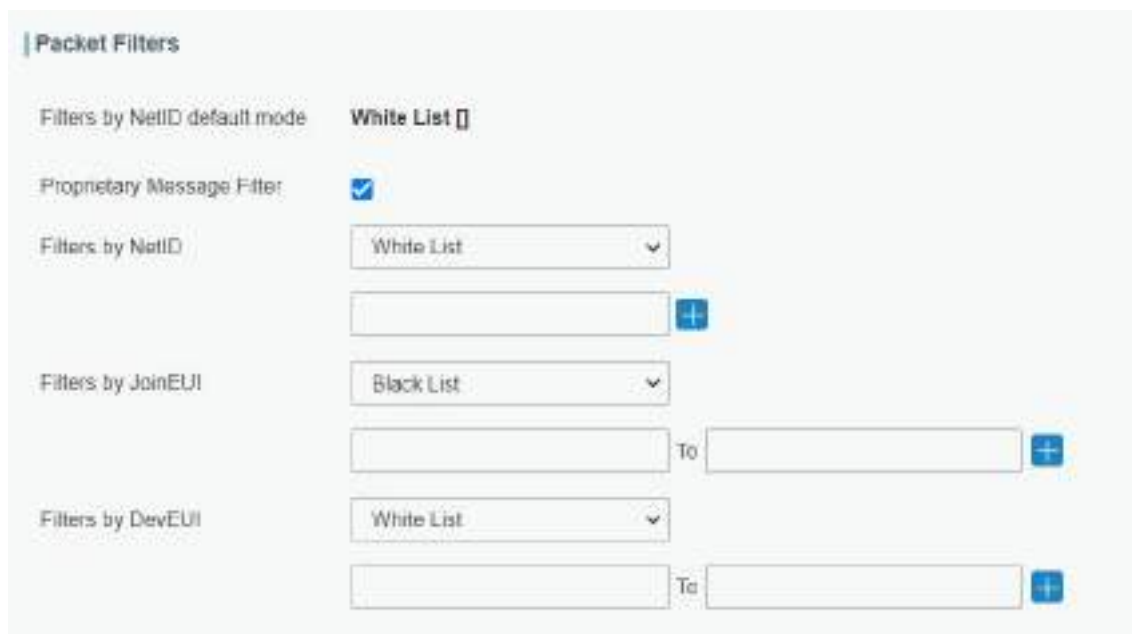 Packet Filters
Filters by NetID default mode White List []
Proprietary Message Filter
Filters by NetID White List
Filters by JoinEUI Black List
To
Filters by DevEUI White List
To